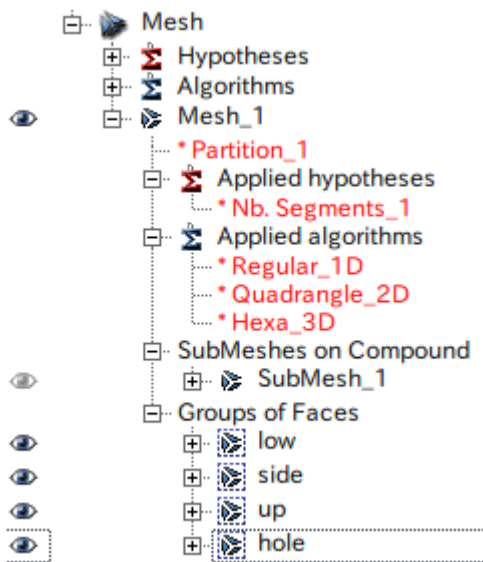 Mesh
Hypotheses
Algorithms
Mesh_1
* Partition_1
Applied hypotheses
* Nb. Segments_1
Applied algorithms
* Regular_1D
* Quadrangle_2D
* Hexa_3D
SubMeshes on Compound
SubMesh_1
Groups of Faces
low
side
up
hole